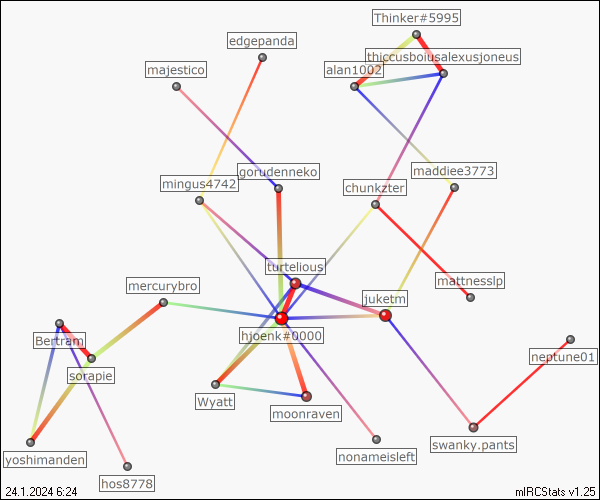 Thinker#5995
edgepanda
thiccusboiusalexusjoneus
majestico
alan1002
gorudenneko
maddiee3773
mingus4742
chunkzter
turtelious
mercurybro
mattnesslp
juketm
hjoenk#0000
Bertram
neptune01
sorapie
Wyatt
moonraven
swanky.pants
yoshimanden
nonameisleft
hos8778
24.1.2024 6:24
mIRCStats v1.25